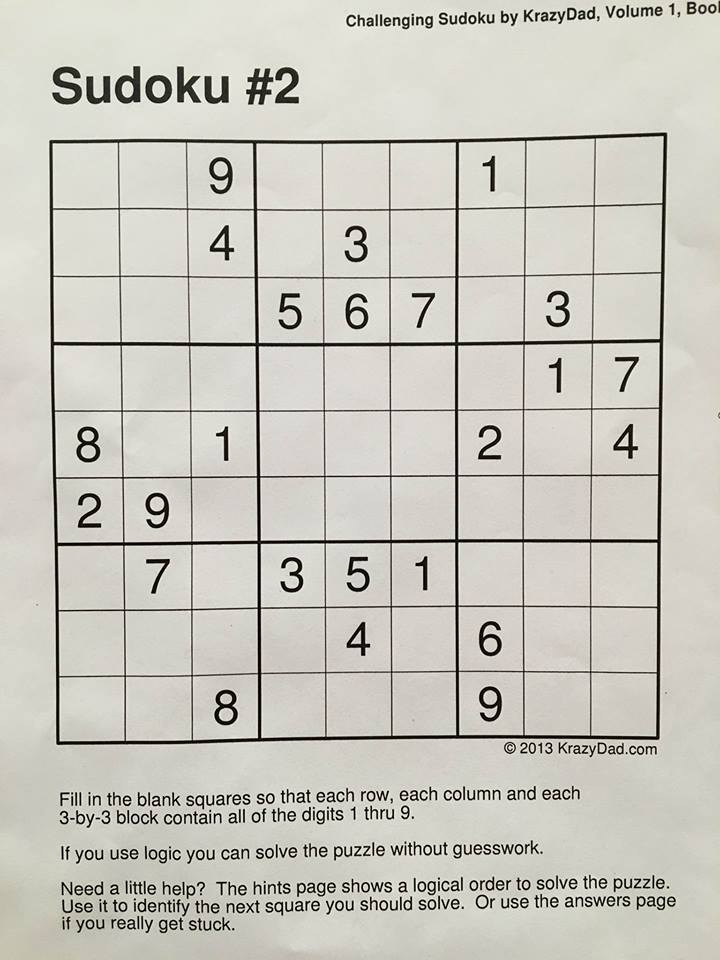 Challenging Sudoku by KrazyDad, Volume 1, Book
Sudoku #2
9 1
4 3
5 6 7 3
1 7
8 1 2 4
2 9
7 3 5 1
4 6
8 9
© 2013 KrazyDad.com
Fill in the blank squares so that each row, each column and each
3-by-3 block contain all of the digits 1 thru 9.
If you use logic you can solve the puzzle without guesswork.
Need a little help? The hints page shows a logical order to solve the puzzle.
Use it to identify the next square you should solve. Or use the answers page
if you really get stuck.